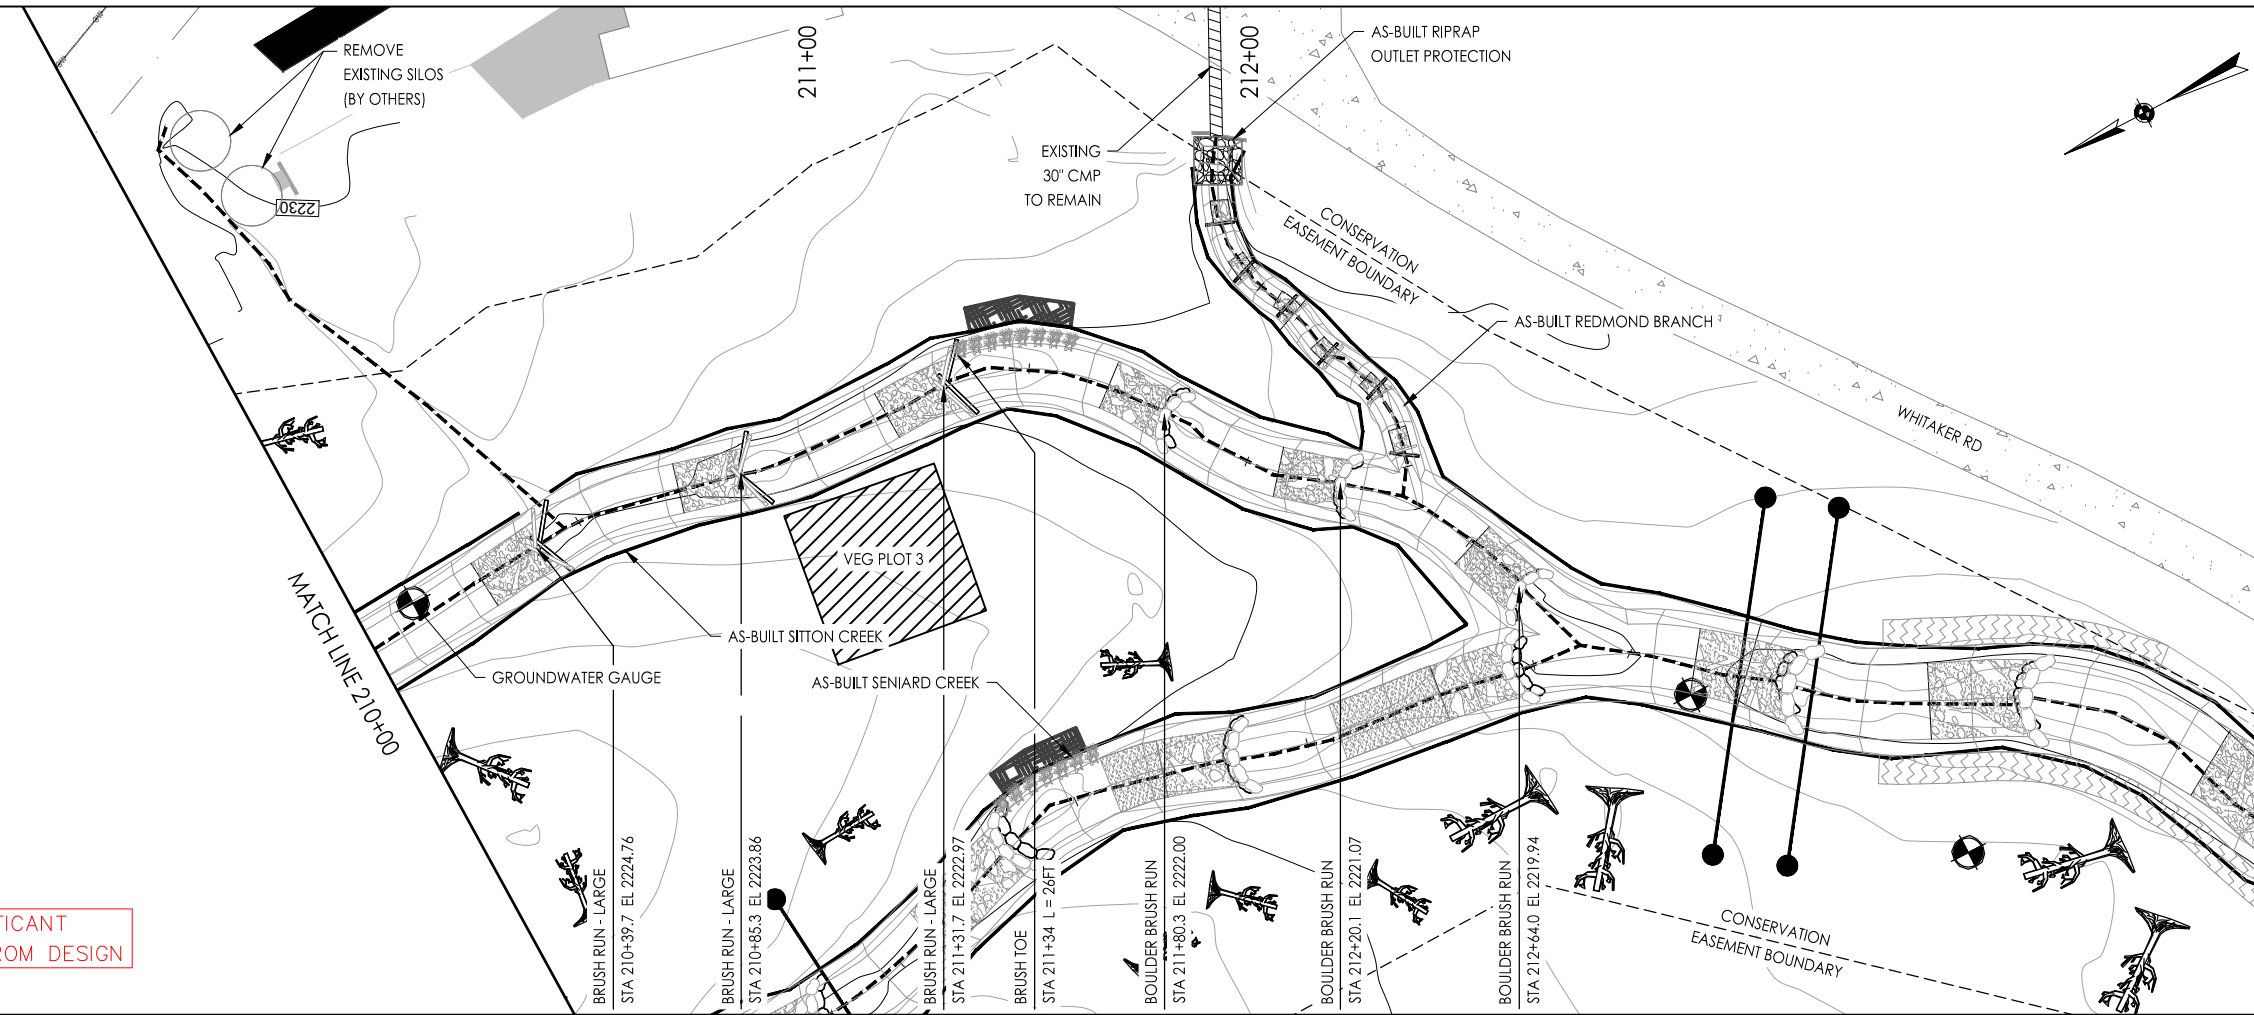 REMOVE
EXISTING SILOS
(BY OTHERS)
2230
211+00
212+00
AS-BUILT RIPRAP
OUTLET PROTECTION
EXISTING
30" CMP
TO REMAIN
CONSERVATION
EASEMENT BOUNDARY
AS-BUILT REDMOND BRANCH
WHITAKER RD
VEG PLOT 3
AS-BUILT SITTON CREEK
AS-BUILT SENIARD CREEK
GROUNDWATER GAUGE
MATCH LINE 210+00
BRUSH RUN - LARGE
STA 210+39.7 EL 2224.76
BRUSH RUN - LARGE
STA 210+85.3 EL 2223.86
BRUSH RUN - LARGE
STA 211+31.7 EL 2222.97
BRUSH TOE
STA 211+34 L = 26FT
BOULDER BRUSH RUN
STA 211+80.3 EL 2222.00
BOULDER BRUSH RUN
STA 212+20.1 EL 2221.07
BOULDER BRUSH RUN
STA 212+64.0 EL 2219.94
CONSERVATION
EASEMENT BOUNDARY
TICANT
ROM DESIGN